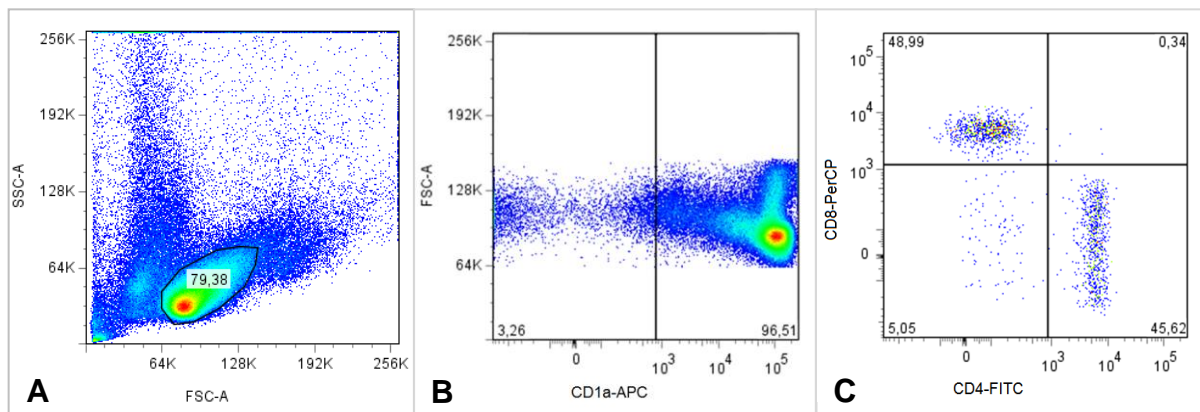 256K
192K
128K
64K
SSC-A
79,38
64K 128K 192K 256K
FSC-A
A
256K
192K
128K
64K
FSC-A
3,26
96,51
0 10³ 10⁴ 10⁵
CD1a-APC
B
48,99
0,34
10⁵
10⁴
10³
0
CD8-PerCP
5,05
45,62
0 10³ 10⁴ 10⁵
CD4-FITC
C